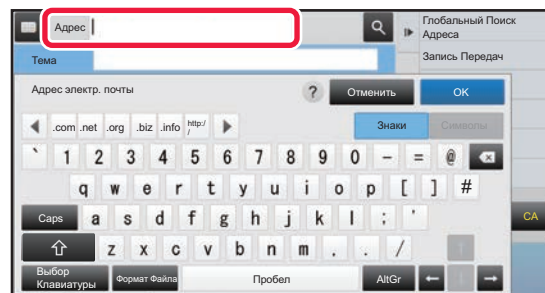 Адрес
Глобальный Поиск
Адреса
Тема
Запись Передач
Адрес электр. почты
?
Отменить
OK
.com .net .org .biz .info http:/
/
Знаки
Символы
` 1 2 3 4 5 6 7 8 9 0 - = @
q w e r t y u i o p [ ] #
Caps a s d f g h j k l ; '
CA
z x c v b n m , . /
Выбор
Клавиатуры
Формат Файла
Пробел
AltGr